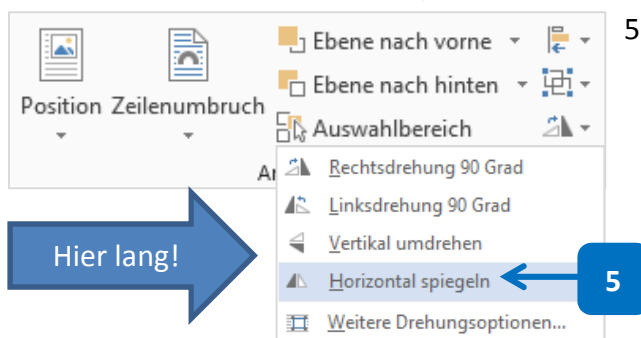 5
Ebene nach vorne
Ebene nach hinten
Position Zeilenumbruch
Auswahlbereich
Ar
Rechtsdrehung 90 Grad
Linksdrehung 90 Grad
Vertikal umdrehen
Hier lang!
Horizontal spiegeln
5
Weitere Drehungsoptionen...